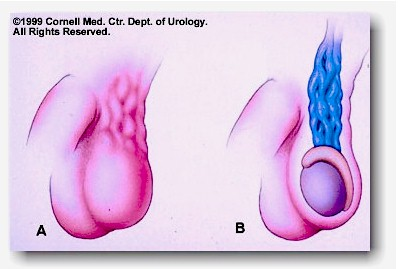 ©1999 Cornell Med. Ctr. Dept. of Urology.
All Rights Reserved.
A
B